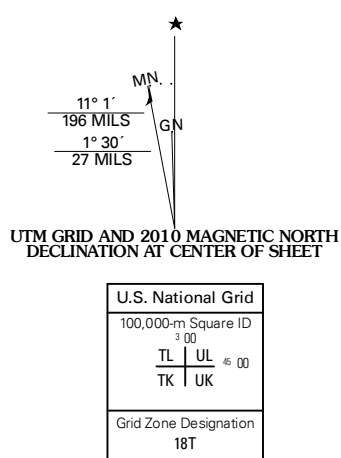 ★
MN
11° 1´
196 MILS
GN
1° 30´
27 MILS
UTM GRID AND 2010 MAGNETIC NORTH
DECLINATION AT CENTER OF SHEET
U.S. National Grid
100,000-m Square ID
3 00
TL UL 45 00
TK UK
Grid Zone Designation
18T